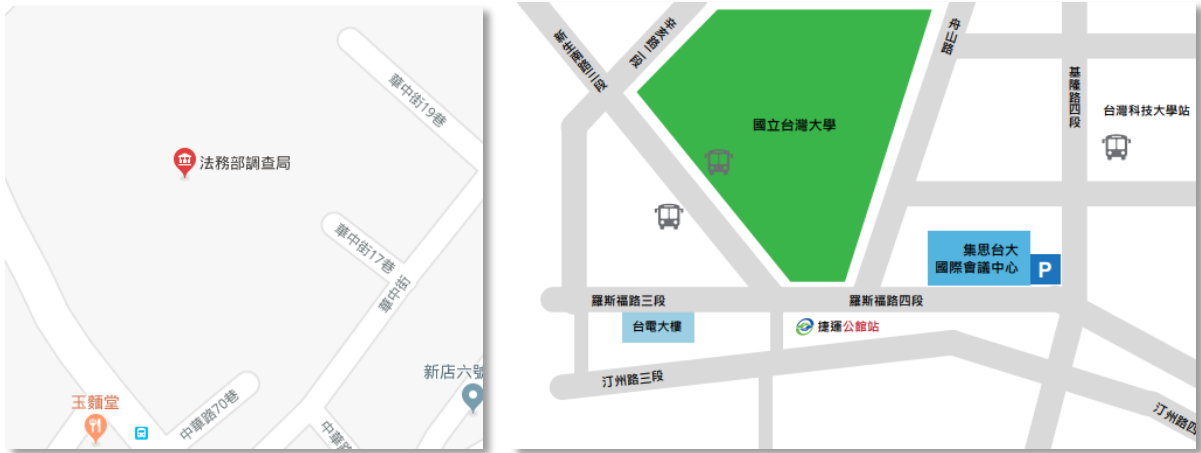 華中街19巷
法務部調查局
華中街17巷
華中街
新店六號
玉麵堂
中華路70巷
中華路
新生南路三段
辛亥路一段
舟山路
基隆路四段
台灣科技大學站
國立台灣大學
集思台大
國際會議中心
P
羅斯福路三段
羅斯福路四段
台電大樓
捷運公館站
汀州路三段
汀州路四